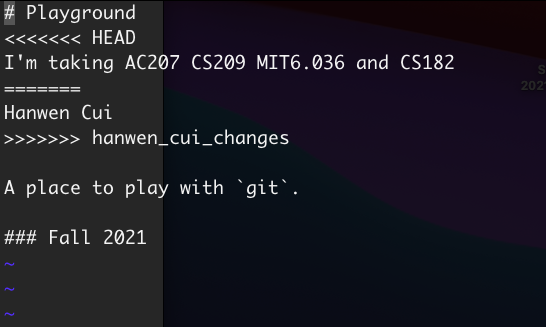 # Playground
<<<<<<< HEAD
I'm taking AC207 CS209 MIT6.036 and CS182
=======
Hanwen Cui
>>>>>>> hanwen_cui_changes
A place to play with `git`.
### Fall 2021
~
~
~